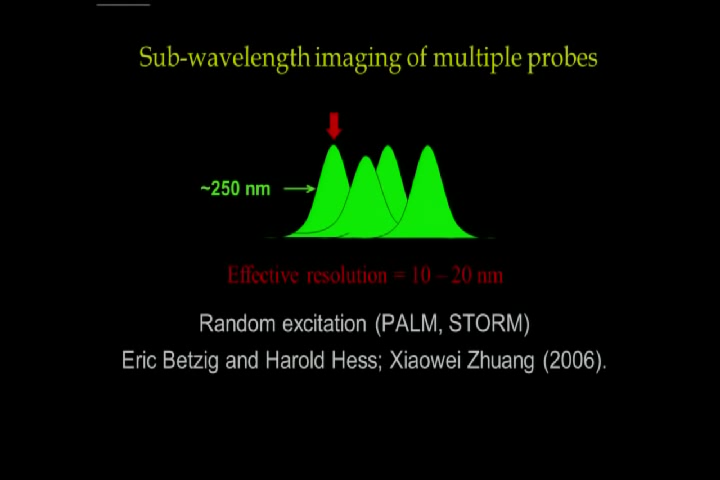 Sub-wavelength imaging of multiple probes
~250 nm
Effective resolution = 10 – 20 nm
Random excitation (PALM, STORM)
Eric Betzig and Harold Hess; Xiaowei Zhuang (2006).